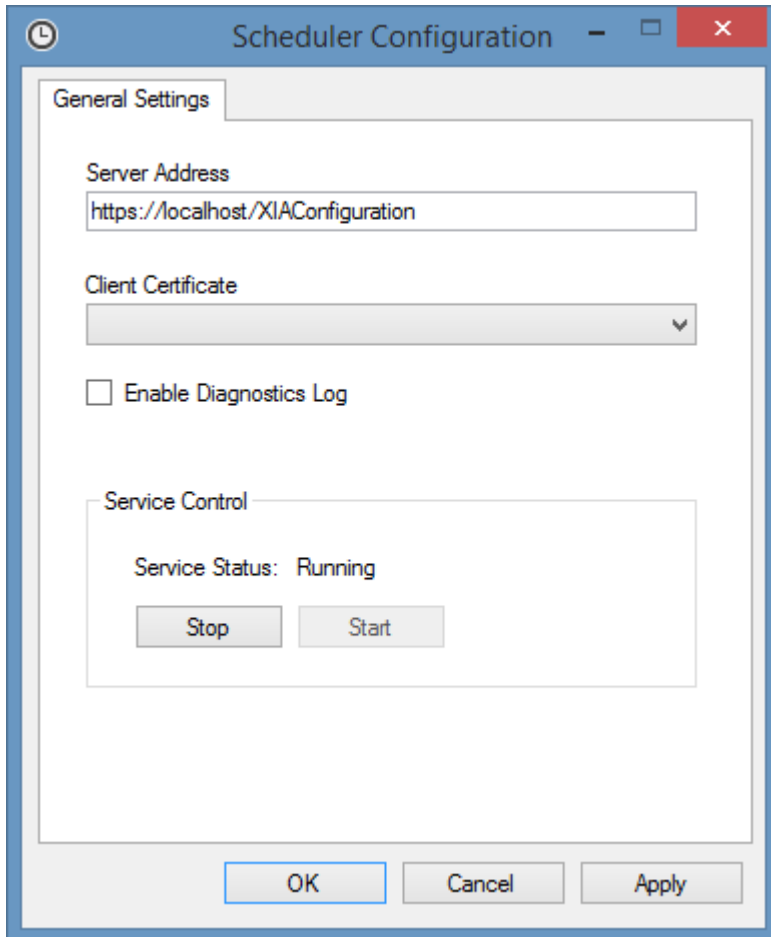 Scheduler Configuration
General Settings
Server Address
https://localhost/XIAConfiguration
Client Certificate
Enable Diagnostics Log
Service Control
Service Status: Running
Stop Start
OK Cancel Apply